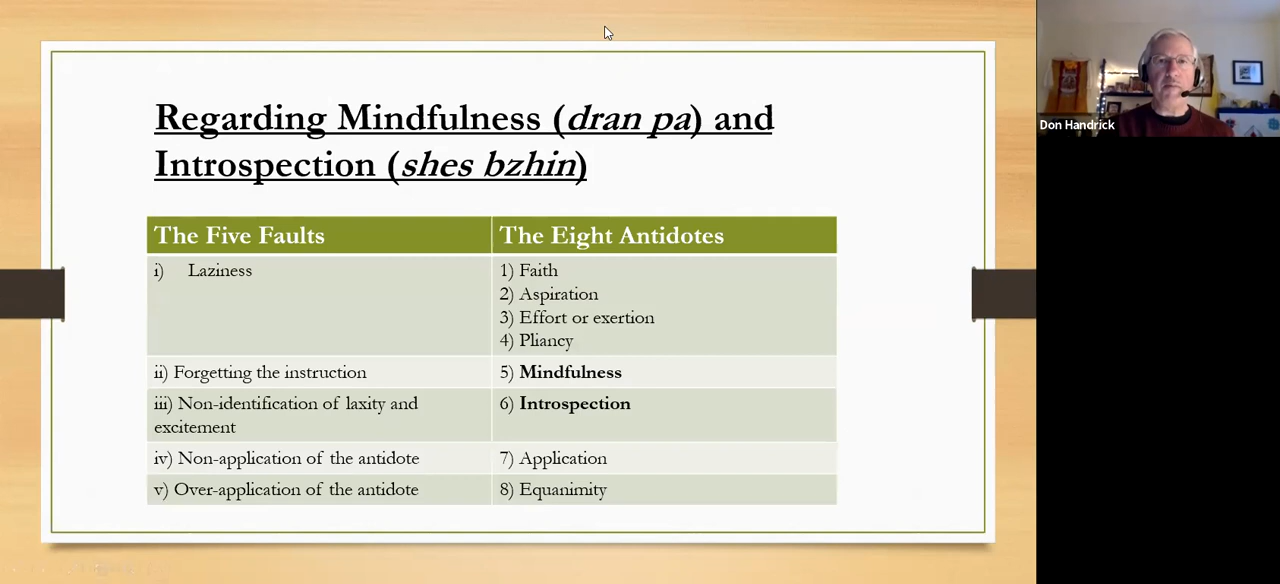 Regarding Mindfulness (dran pa) and
Introspection (shes bzhin)
The Five Faults
The Eight Antidotes
i) Laziness
1) Faith
2) Aspiration
3) Effort or exertion
4) Pliancy
ii) Forgetting the instruction
5) Mindfulness
iii) Non-identification of laxity and
excitement
6) Introspection
iv) Non-application of the antidote
7) Application
v) Over-application of the antidote
8) Equanimity
Don Handrick